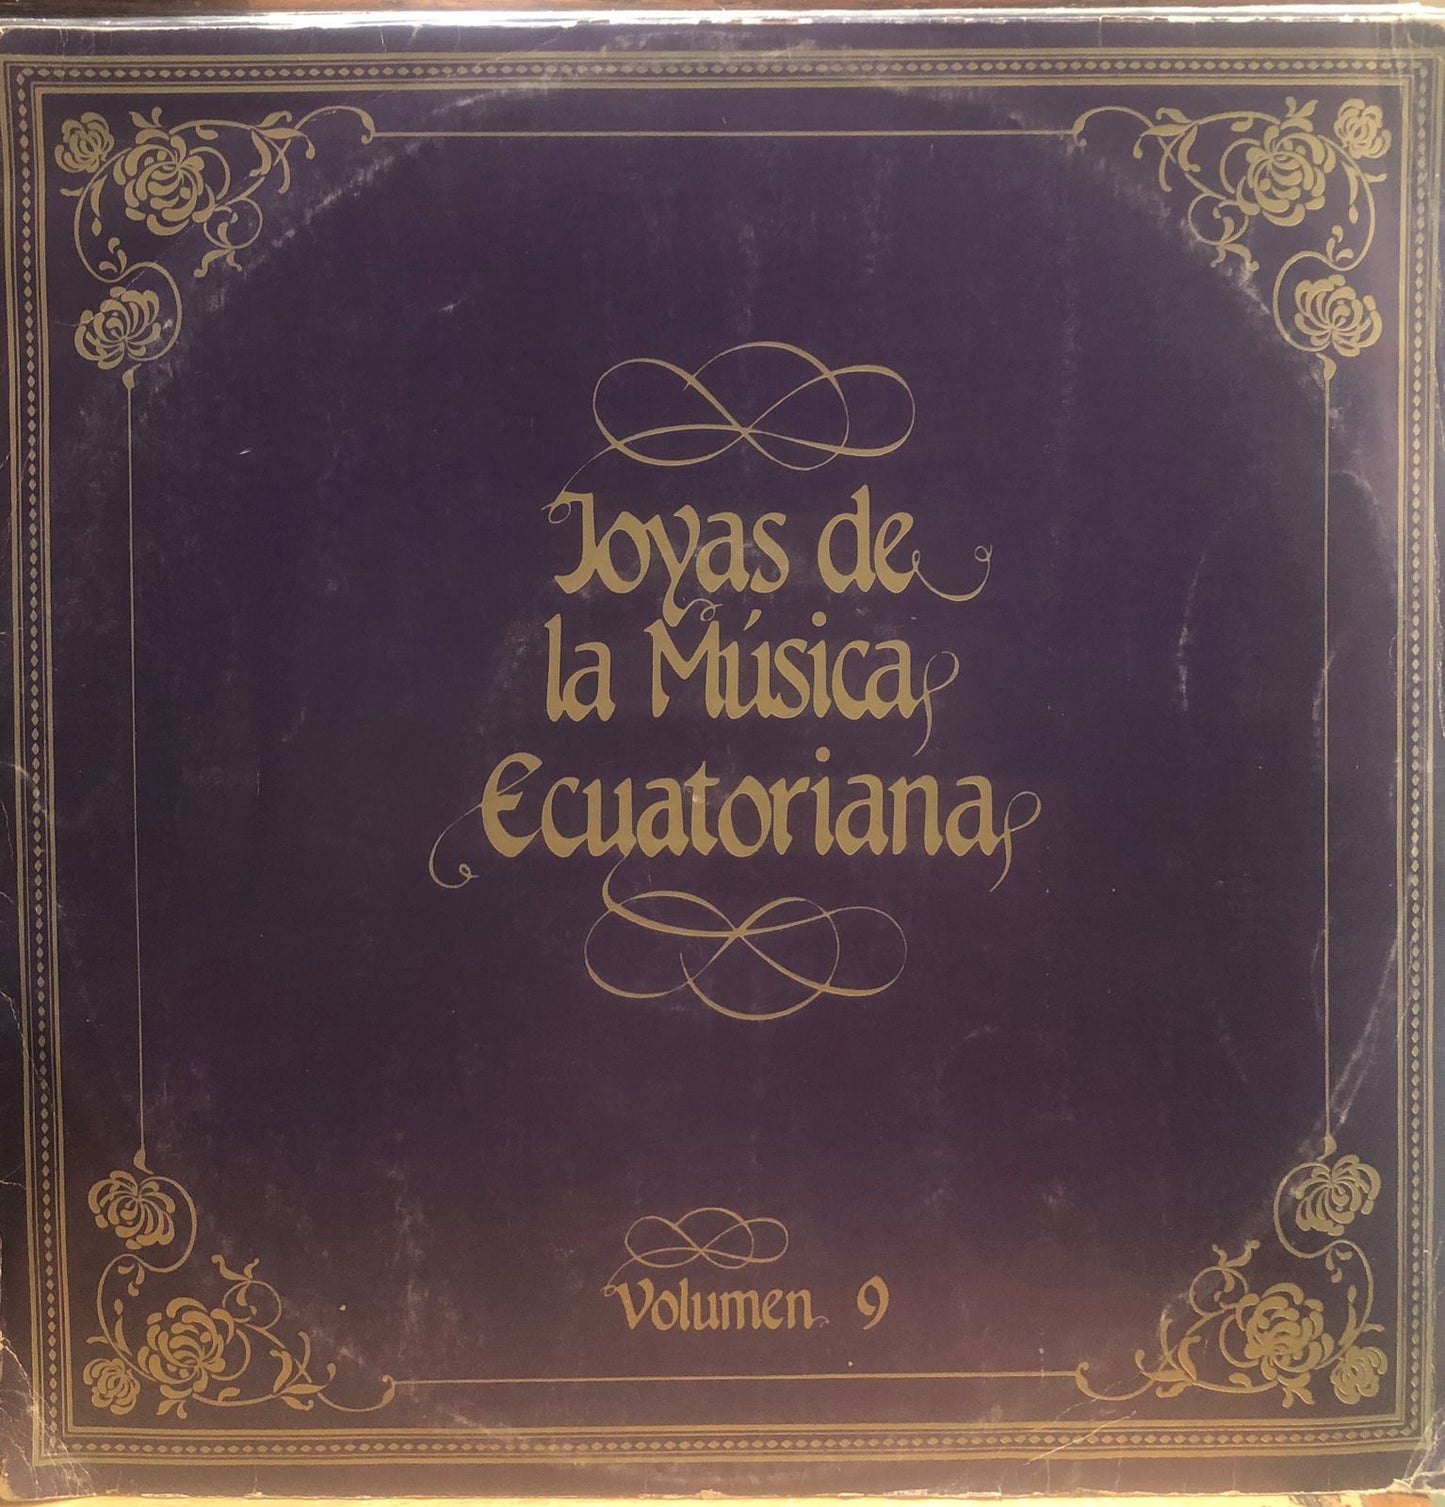 Joyas de
la Música
Ecuatoriana
Volumen 9